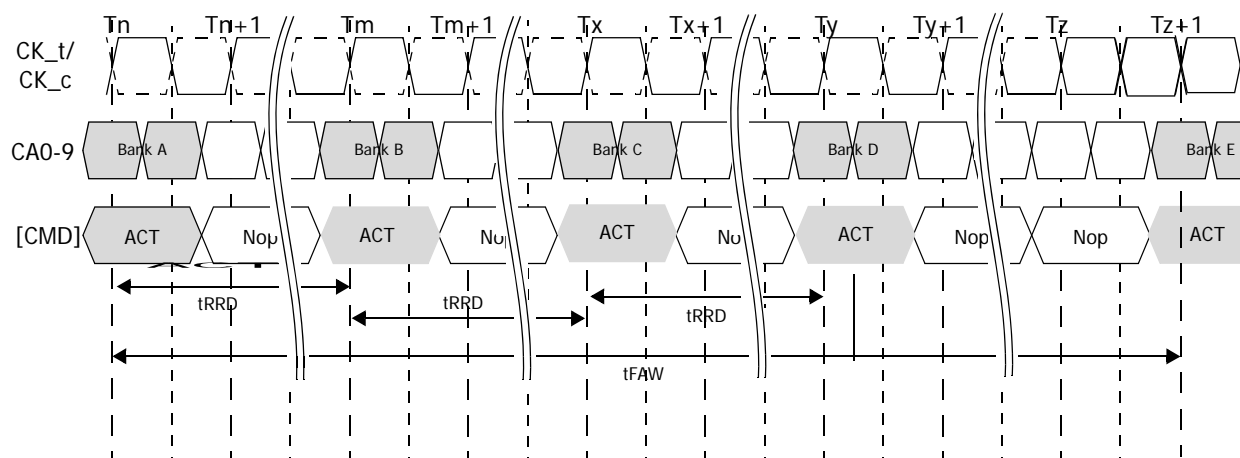 Tn Tn+1 Tm Tm+1 Tx Tx+1 Ty Ty+1 Tz Tz+1
CK_t/
CK_c
CA0-9 Bank A Bank B Bank C Bank D Bank E
[CMD] ACT Nop ACT ACT ACT Nop Nop ACT
tRRD
tRRD
tRRD
tFAW